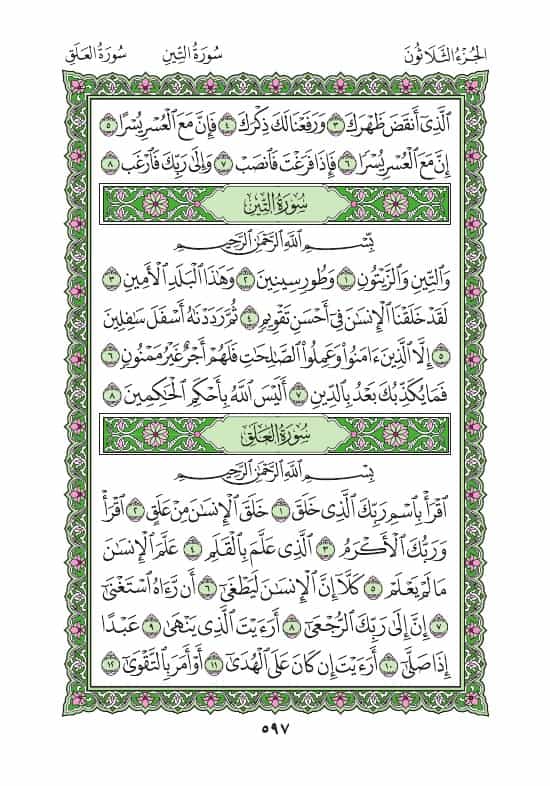 الجُزْءُ الثَّلَاثُونَ سُورَةُ التِّينِ سُورَةُ العَلَقِ
ٱلَّذِىٓ أَنقَضَ ظَهْرَكَ ٣ وَرَفَعْنَا لَكَ ذِكْرَكَ ٤ فَإِنَّ مَعَ ٱلْعُسْرِ يُسْرًا ٥
إِنَّ مَعَ ٱلْعُسْرِ يُسْرًا ٦ فَإِذَا فَرَغْتَ فَٱنصَبْ ٧ وَإِلَىٰ رَبِّكَ فَٱرْغَب ٨
سُورَةُ التِّينِ
بِسْمِ ٱللَّهِ ٱلرَّحْمَٰنِ ٱلرَّحِيمِ
وَٱلتِّينِ وَٱلزَّيْتُونِ ١ وَطُورِ سِينِينَ ٢ وَهَٰذَا ٱلْبَلَدِ ٱلْأَمِينِ ٣
لَقَدْ خَلَقْنَا ٱلْإِنسَٰنَ فِىٓ أَحْسَنِ تَقْوِيمٍ ٤ ثُمَّ رَدَدْنَٰهُ أَسْفَلَ سَٰفِلِينَ
٥ إِلَّا ٱلَّذِينَ ءَامَنُوا۟ وَعَمِلُوا۟ ٱلصَّٰلِحَٰتِ فَلَهُمْ أَجْرٌ غَيْرُ مَمْنُونٍ ٦
فَمَا يُكَذِّبُكَ بَعْدُ بِٱلدِّينِ ٧ أَلَيْسَ ٱللَّهُ بِأَحْكَمِ ٱلْحَٰكِمِينَ ٨
سُورَةُ العَلَقِ
بِسْمِ ٱللَّهِ ٱلرَّحْمَٰنِ ٱلرَّحِيمِ
ٱقْرَأْ بِٱسْمِ رَبِّكَ ٱلَّذِى خَلَقَ ١ خَلَقَ ٱلْإِنسَٰنَ مِنْ عَلَقٍ ٢ ٱقْرَأْ
وَرَبُّكَ ٱلْأَكْرَمُ ٣ ٱلَّذِى عَلَّمَ بِٱلْقَلَمِ ٤ عَلَّمَ ٱلْإِنسَٰنَ
مَا لَمْ يَعْلَمْ ٥ كَلَّآ إِنَّ ٱلْإِنسَٰنَ لَيَطْغَىٰٓ ٦ أَن رَّءَاهُ ٱسْتَغْنَىٰٓ
٧ إِنَّ إِلَىٰ رَبِّكَ ٱلرُّجْعَىٰٓ ٨ أَرَءَيْتَ ٱلَّذِى يَنْهَىٰ ٩ عَبْدًا
إِذَا صَلَّىٰٓ ١٠ أَرَءَيْتَ إِن كَانَ عَلَى ٱلْهُدَىٰٓ ١١ أَوْ أَمَرَ بِٱلتَّقْوَىٰٓ ١٢
٥٩٧